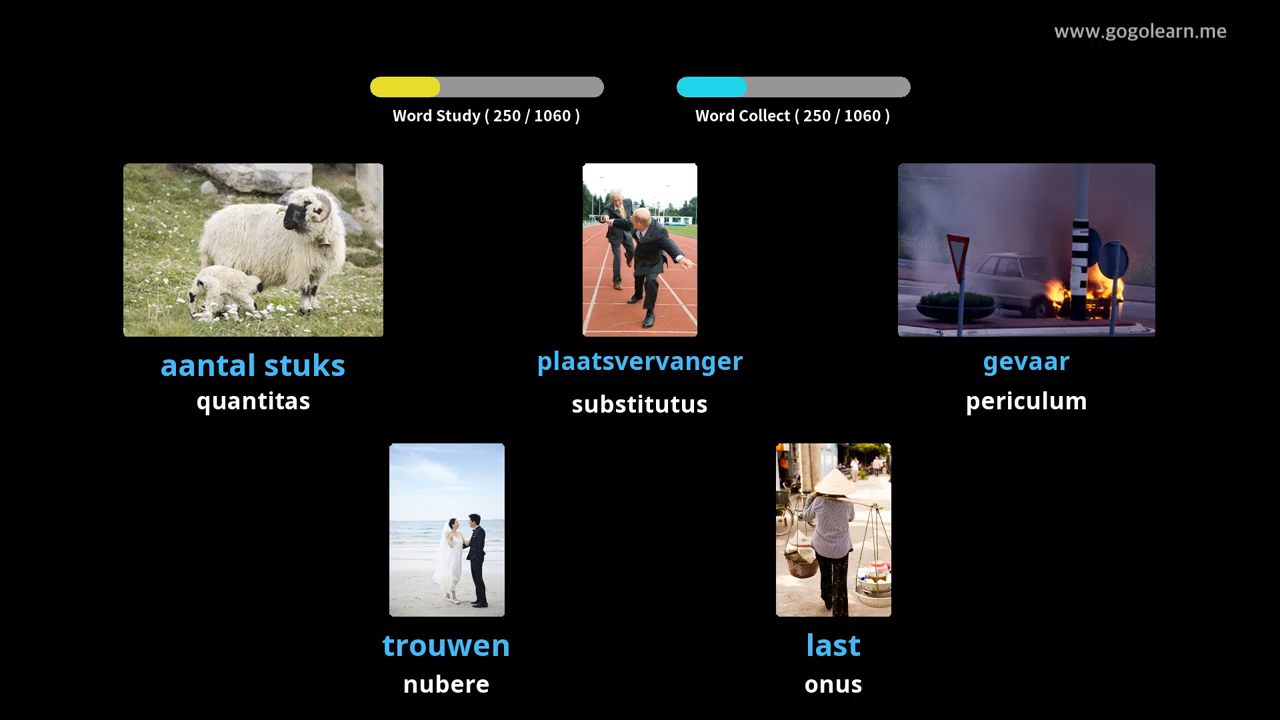 www.gogolearn.me
Word Study ( 250 / 1060 )
Word Collect ( 250 / 1060 )
aantal stuks
quantitas
plaatsvervanger
substitutus
gevaar
periculum
trouwen
nubere
last
onus